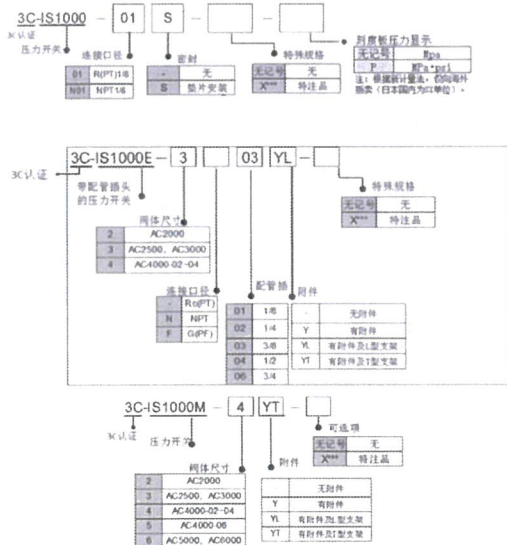 3C-IS1000 - 01 S - -
3C认证
压力开关
连接口径
01 R(PT)1/8
N01 NPT1/8
密封
- 无
S 垫片安装
特殊规格
无记号 无
X*** 特注品
刻度板压力显示
无记号 Mpa
P MPa·psi
注：根据新计量法，仅向海外
3C-IS1000E - 3 03 YL -
3C认证
带配管插头
的压力开关
阀体尺寸
2 AC2000
3 AC2500、AC3000
4 AC4000-02-04
连接口径
- Rc(PT)
N NPT
F G(PF)
配管插
01 1/8
02 1/4
03 3/8
04 1/2
06 3/4
附件
- 无附件
Y 有附件
YL 有附件及L型支架
YT 有附件及T型支架
特殊规格
无记号 无
X*** 特注品
3C-IS1000M - 4 YT -
3C认证
压力开关
阀体尺寸
2 AC2000
3 AC2500、AC3000
4 AC4000-02-04
5 AC4000-06
6 AC5000、AC6000
附件
无附件
Y 有附件
YL 有附件及L型支架
YT 有附件及T型支架
可选项
无记号 无
X*** 特注品